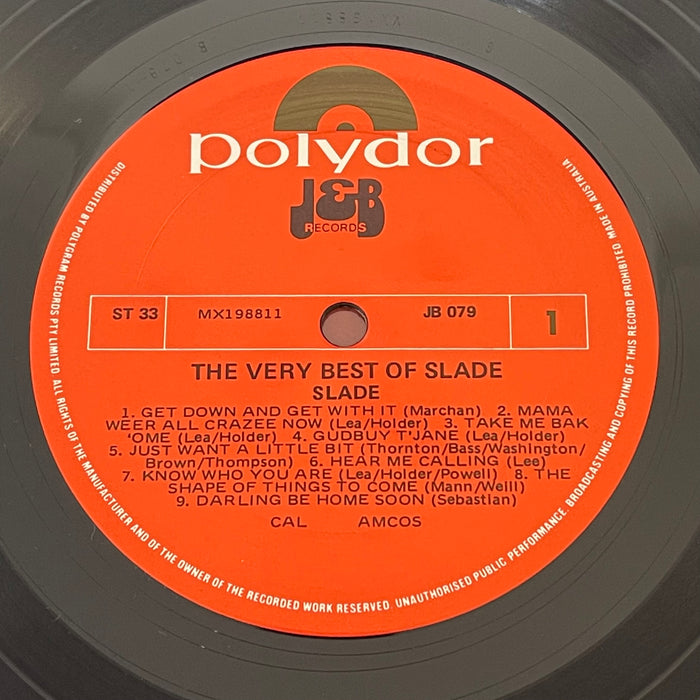 polydor
J&B
RECORDS
ST 33 MX198811 JB 079 1
THE VERY BEST OF SLADE
SLADE
1. GET DOWN AND GET WITH IT (Marchan) 2. MAMA
WEER ALL CRAZEE NOW (Lea/Holder) 3. TAKE ME BAK
'OME (Lea/Holder) 4. GUDBUY T'JANE (Lea/Holder)
5. JUST WANT A LITTLE BIT (Thornton/Bass/Washington/
Brown/Thompson) 6. HEAR ME CALLING (Lee)
7. KNOW WHO YOU ARE (Lea/Holder/Powell) 8. THE
SHAPE OF THINGS TO COME (Mann/Weill)
9. DARLING BE HOME SOON (Sebastian)
CAL AMCOS
DISTRIBUTED BY POLYGRAM RECORDS PTY LIMITED. ALL RIGHTS OF THE MANUFACTURER AND OF THE OWNER OF THE RECORDED WORK RESERVED. UNAUTHORISED PUBLIC PERFORMANCE, BROADCASTING AND COPYING OF THIS RECORD PROHIBITED MADE IN AUSTRALIA